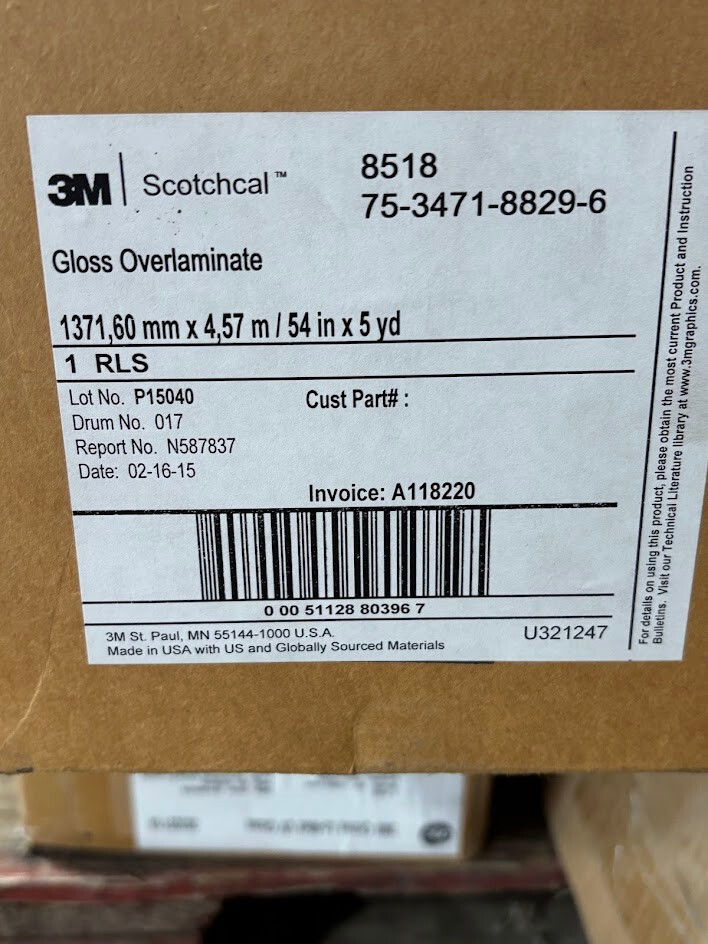 3M Scotchcal™
8518
75-3471-8829-6
Gloss Overlaminate
1371,60 mm x 4,57 m / 54 in x 5 yd
1 RLS
Lot No. P15040
Cust Part# :
Drum No. 017
Report No. N587837
Date: 02-16-15
Invoice: A118220
0 00 51128 80396 7
3M St. Paul, MN 55144-1000 U.S.A.
Made in USA with US and Globally Sourced Materials
U321247
For details on using this product, please obtain the most current Product and Instruction
Bulletins. Visit our Technical Literature library at www.3mgraphics.com.